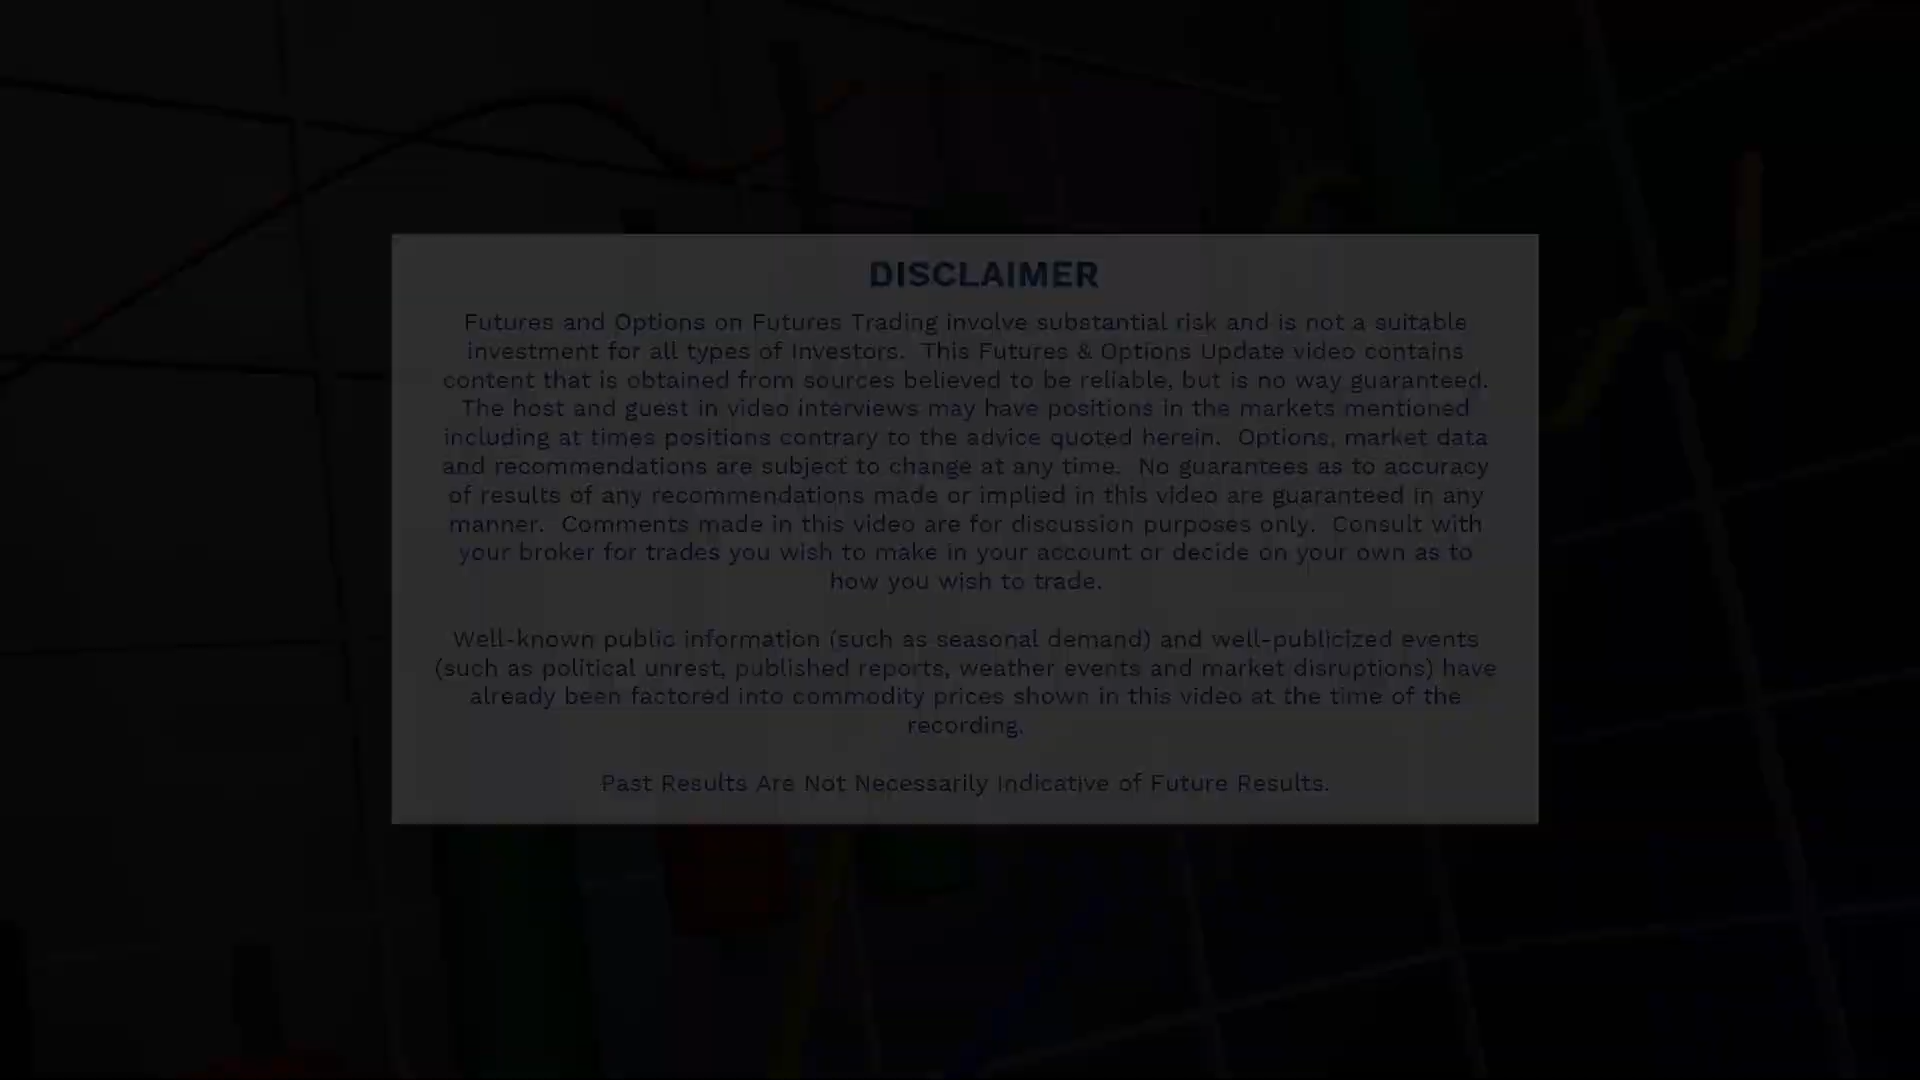 DISCLAIMER
Futures and Options on Futures Trading involve substantial risk and is not a suitable
investment for all types of Investors.  This Futures & Options Update video contains
content that is obtained from sources believed to be reliable, but is no way guaranteed.
The host and guest in video interviews may have positions in the markets mentioned
including at times positions contrary to the advice quoted herein.  Options, market data
and recommendations are subject to change at any time.  No guarantees as to accuracy
of results of any recommendations made or implied in this video are guaranteed in any
manner.  Comments made in this video are for discussion purposes only.  Consult with
your broker for trades you wish to make in your account or decide on your own as to
how you wish to trade.
Well-known public information (such as seasonal demand) and well-publicized events
(such as political unrest, published reports, weather events and market disruptions) have
already been factored into commodity prices shown in this video at the time of the
recording.
Past Results Are Not Necessarily Indicative of Future Results.